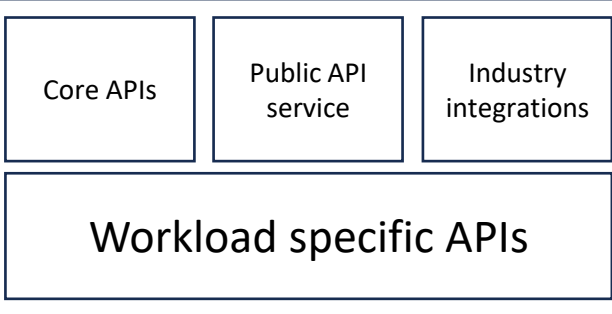 Core APIs
Public API
service
Industry
integrations
Workload specific APIs